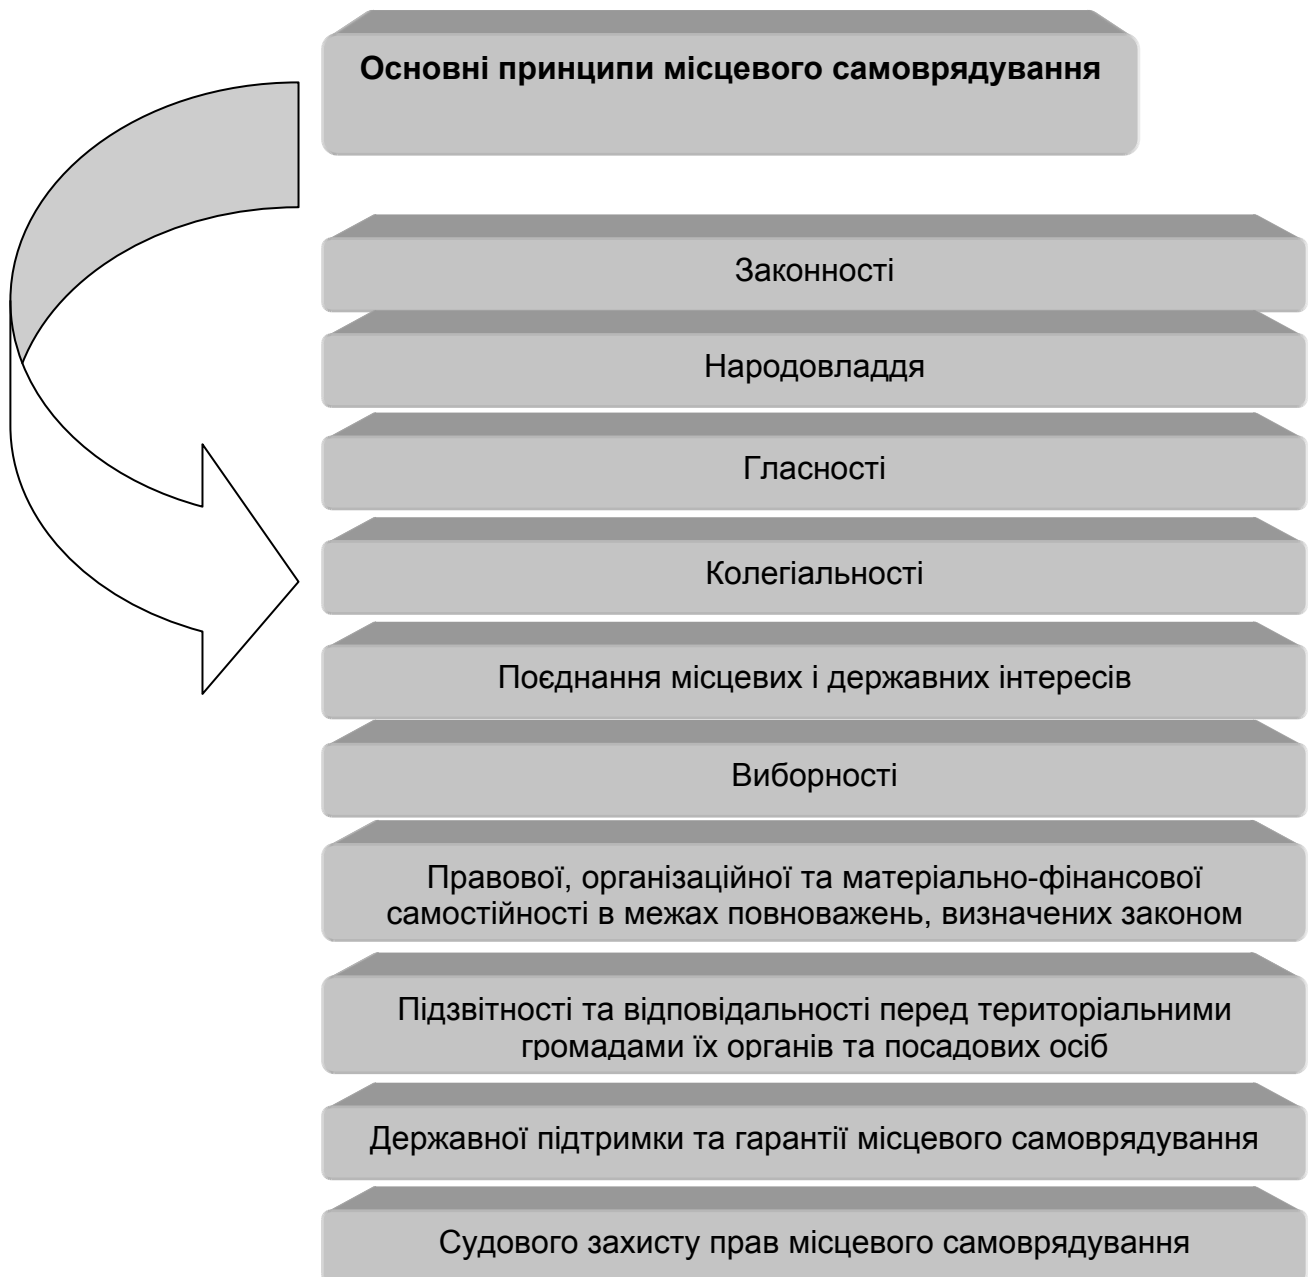 Основні принципи місцевого самоврядування
Законності
Народовладдя
Гласності
Колегіальності
Поєднання місцевих і державних інтересів
Виборності
Правової, організаційної та матеріально-фінансової
самостійності в межах повноважень, визначених законом
Підзвітності та відповідальності перед територіальними
громадами їх органів та посадових осіб
Державної підтримки та гарантії місцевого самоврядування
Судового захисту прав місцевого самоврядування